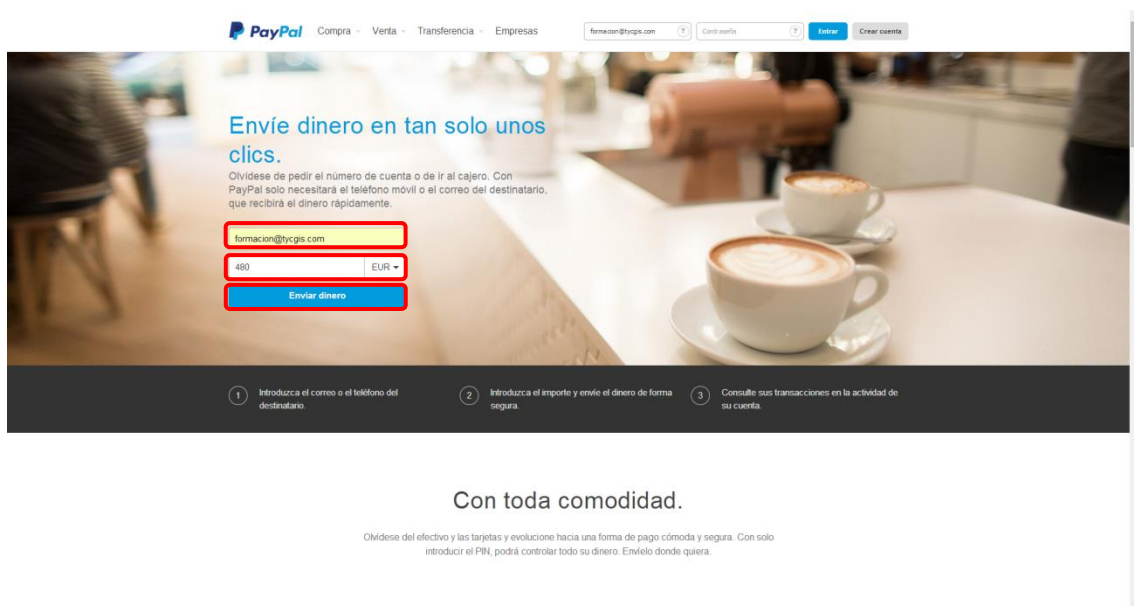 PayPal Compra Venta Transferencia Empresas formacion@tycgis.com ? Contraseña ? Entrar Crear cuenta
Envíe dinero en tan solo unos
clics.
Olvídese de pedir el número de cuenta o de ir al cajero. Con
PayPal solo necesitará el teléfono móvil o el correo del destinatario,
que recibirá el dinero rápidamente.
formacion@tycgis.com
480 EUR
Enviar dinero
1 Introduzca el correo o el teléfono del
destinatario.
2 Introduzca el importe y envíe el dinero de forma
segura.
3 Consulte sus transacciones en la actividad de
su cuenta.
Con toda comodidad.
Olvídese del efectivo y las tarjetas y evolucione hacia una forma de pago cómoda y segura. Con solo
introducir el PIN, podrá controlar todo su dinero. Envíelo donde quiera.